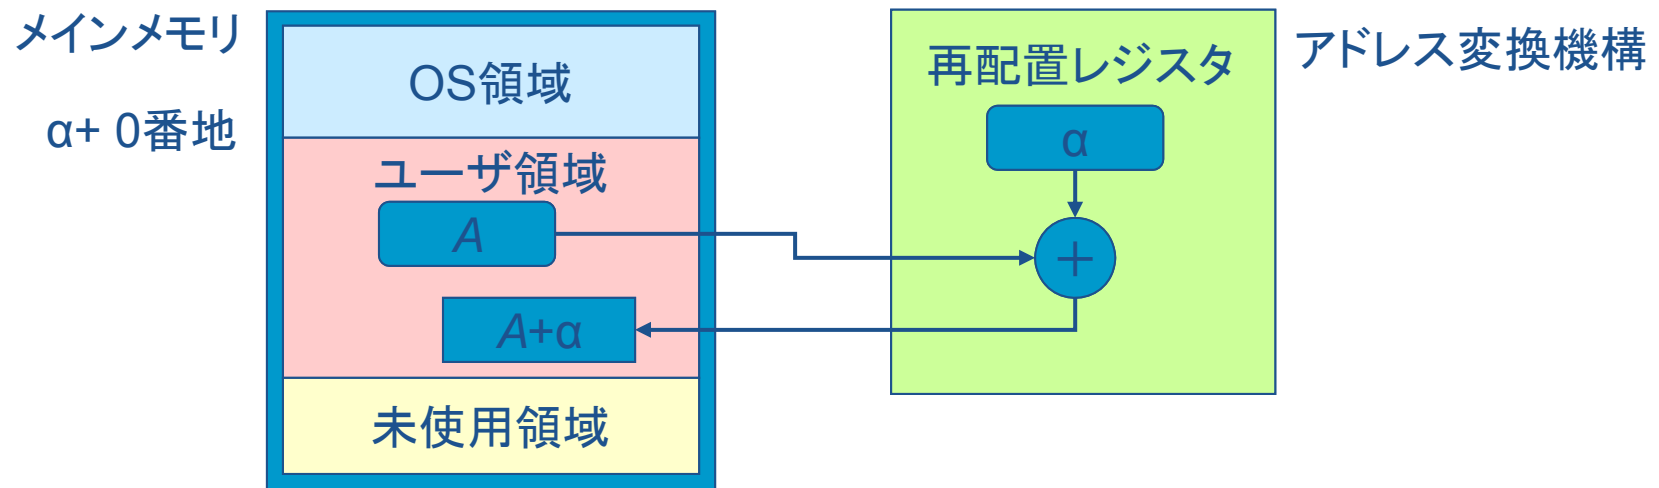 メインメモリ
α+ 0番地
OS領域
ユーザ領域
A
A+α
未使用領域
再配置レジスタ
α
+
アドレス変換機構